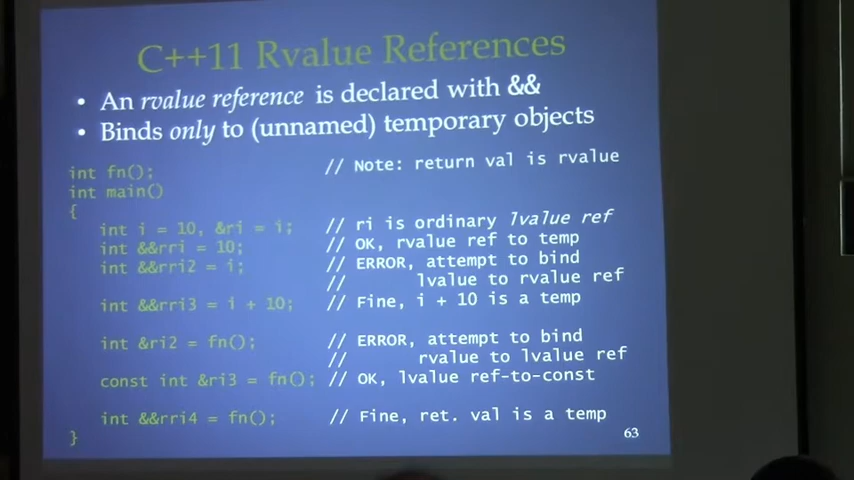 C++11 Rvalue References
• An rvalue reference is declared with &&
• Binds only to (unnamed) temporary objects
int fn(); // Note: return val is rvalue
int main()
{
int i = 10, &ri = i; // ri is ordinary lvalue ref
int &&rri = 10; // OK, rvalue ref to temp
int &&rri2 = i; // ERROR, attempt to bind
// lvalue to rvalue ref
int &&rri3 = i + 10; // Fine, i + 10 is a temp
int &ri2 = fn(); // ERROR, attempt to bind
// rvalue to lvalue ref
const int &ri3 = fn(); // OK, lvalue ref-to-const
int &&rri4 = fn(); // Fine, ret. val is a temp
}
63